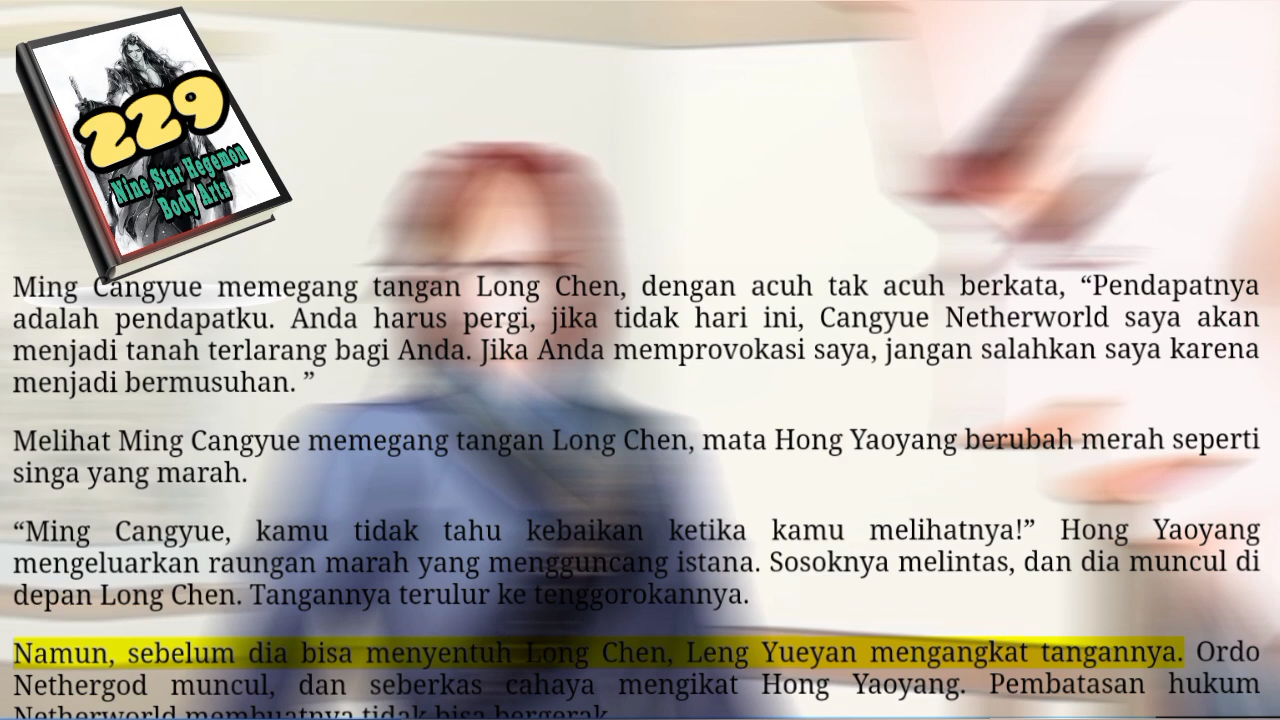 229
Nine Star Hegemon
Body Arts
Ming Cangyue memegang tangan Long Chen, dengan acuh tak acuh berkata, “Pendapatnya
adalah pendapatku. Anda harus pergi, jika tidak hari ini, Cangyue Netherworld saya akan
menjadi tanah terlarang bagi Anda. Jika Anda memprovokasi saya, jangan salahkan saya karena
menjadi bermusuhan. ”
Melihat Ming Cangyue memegang tangan Long Chen, mata Hong Yaoyang berubah merah seperti
singa yang marah.
“Ming Cangyue, kamu tidak tahu kebaikan ketika kamu melihatnya!” Hong Yaoyang
mengeluarkan raungan marah yang mengguncang istana. Sosoknya melintas, dan dia muncul di
depan Long Chen. Tangannya terulur ke tenggorokannya.
Namun, sebelum dia bisa menyentuh Long Chen, Leng Yueyan mengangkat tangannya. Ordo
Nethergod muncul, dan seberkas cahaya mengikat Hong Yaoyang. Pembatasan hukum
Netherworld membuatnya tidak bisa bergerak.